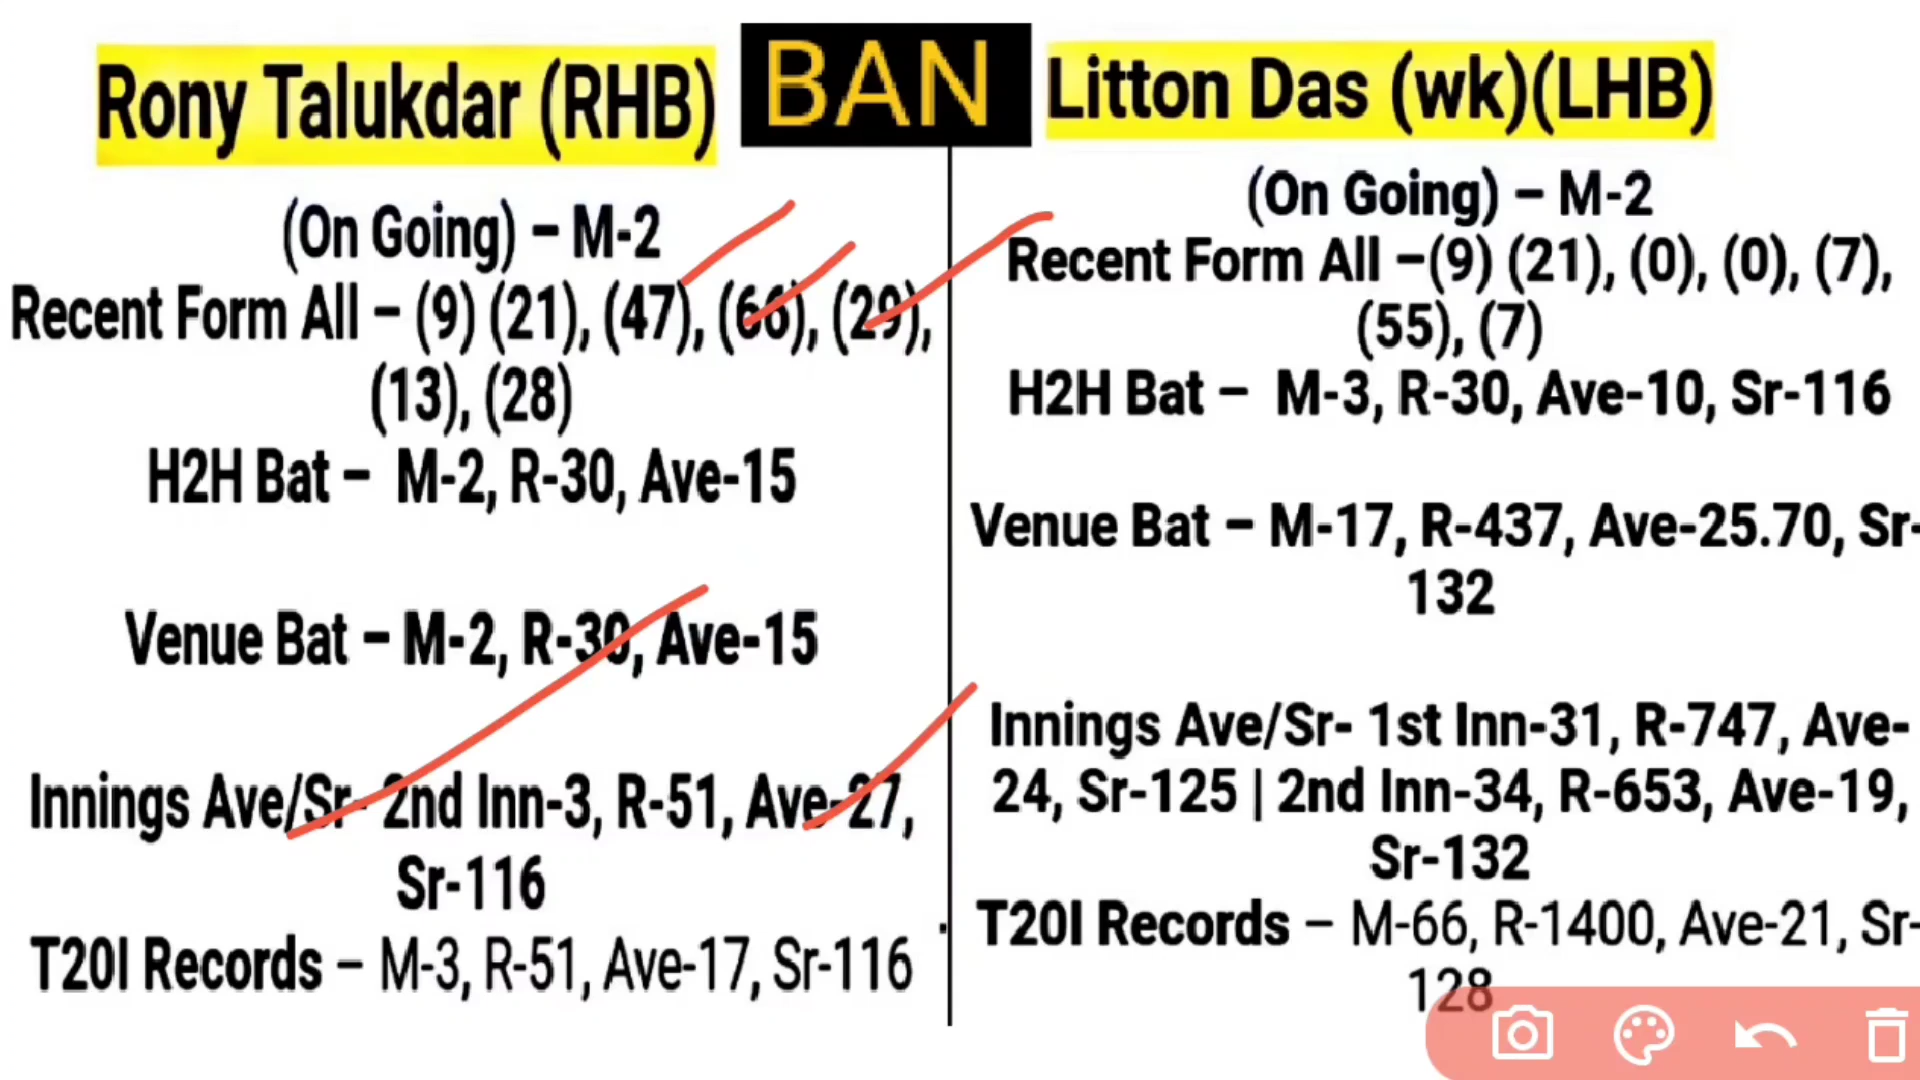 BAN
Rony Talukdar (RHB)
(On Going) – M-2
Recent Form All – (9) (21), (47), (66), (29),
(13), (28)
H2H Bat – M-2, R-30, Ave-15
Venue Bat – M-2, R-30, Ave-15
Innings Ave/Sr- 2nd Inn-3, R-51, Ave-27,
Sr-116
T20I Records – M-3, R-51, Ave-17, Sr-116
Litton Das (wk)(LHB)
(On Going) – M-2
Recent Form All –(9) (21), (0), (0), (7),
(55), (7)
H2H Bat – M-3, R-30, Ave-10, Sr-116
Venue Bat – M-17, R-437, Ave-25.70, Sr-
132
Innings Ave/Sr- 1st Inn-31, R-747, Ave-
24, Sr-125 | 2nd Inn-34, R-653, Ave-19,
Sr-132
T20I Records – M-66, R-1400, Ave-21, Sr-
128